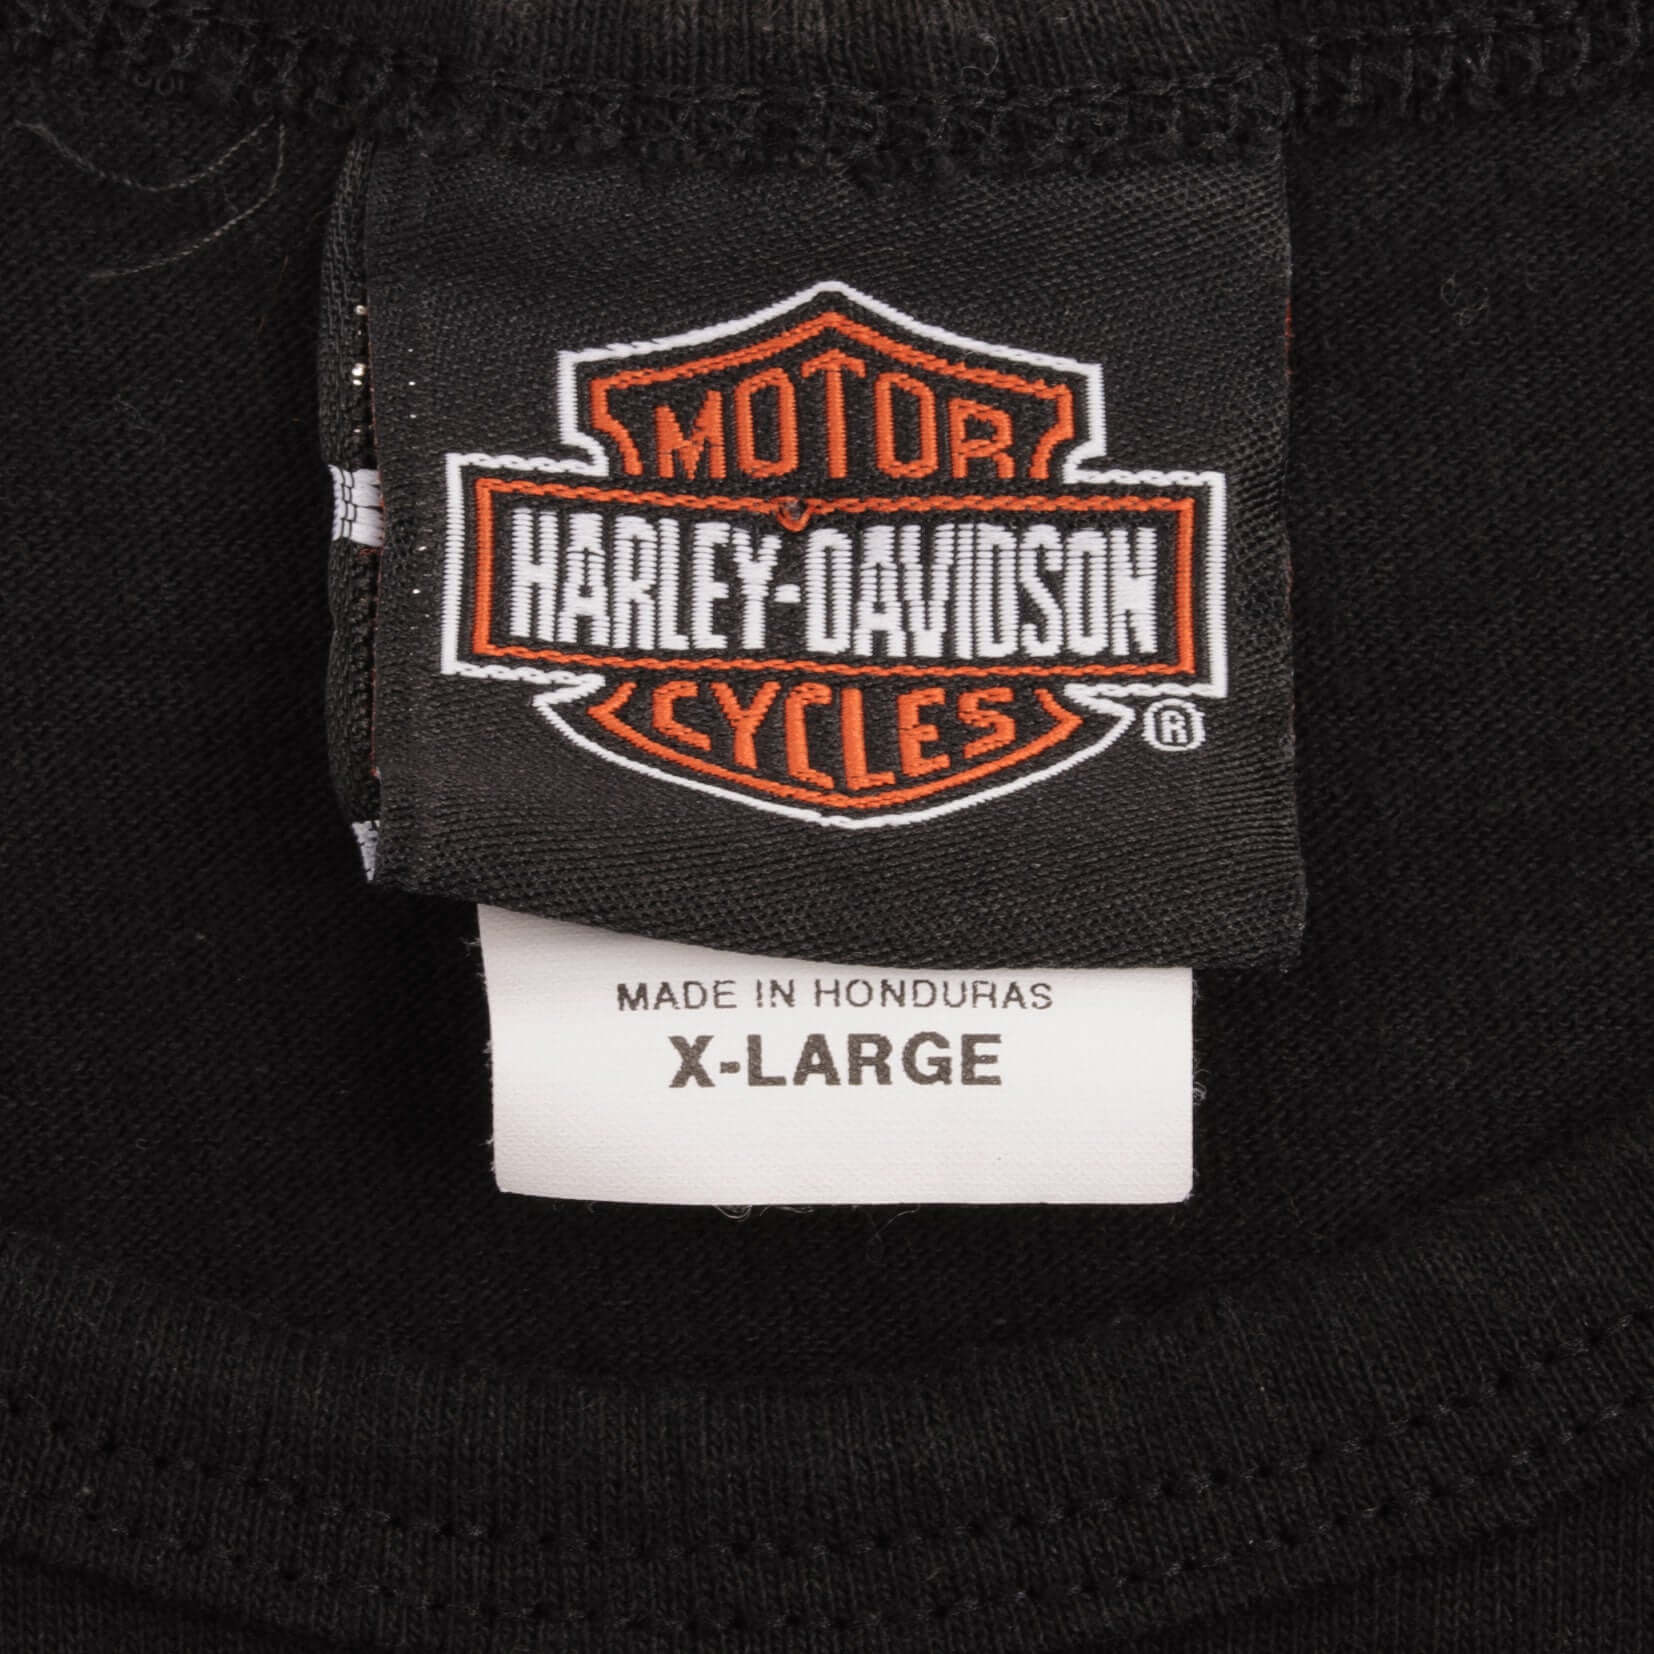 MOTOR
HARLEY-DAVIDSON
CYCLES
®
MADE IN HONDURAS
X-LARGE